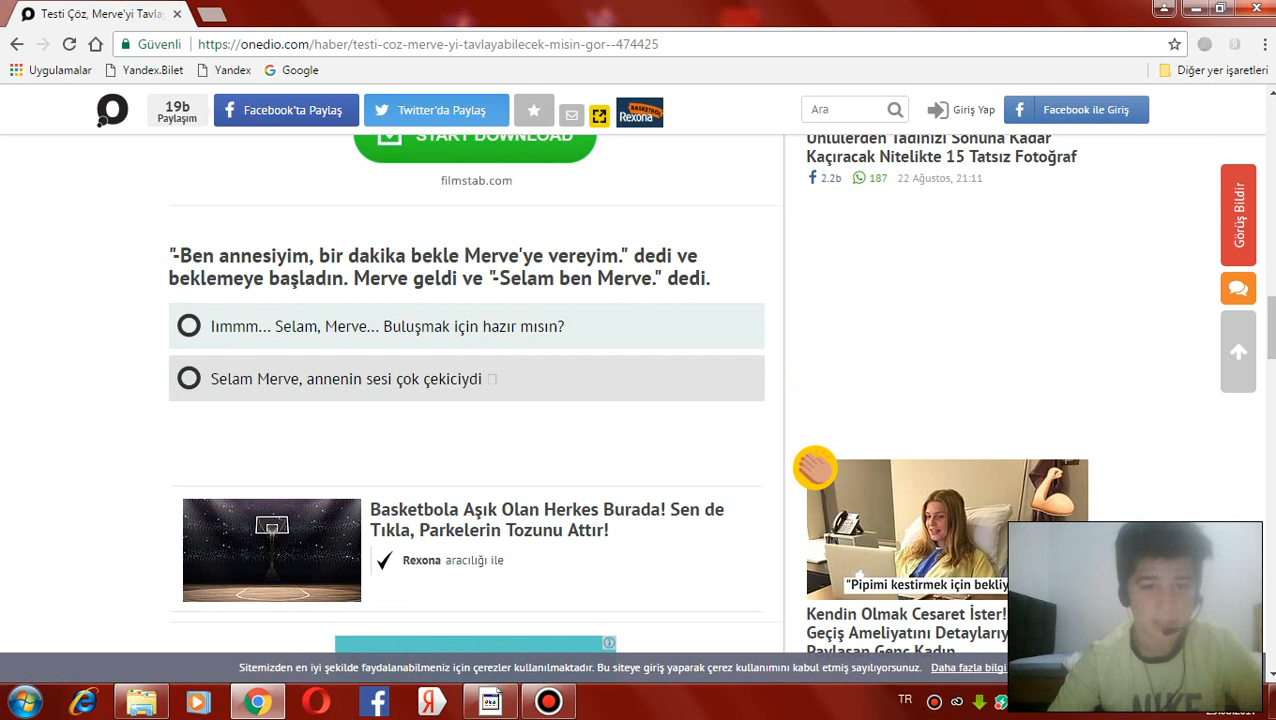 Testi Çöz, Merve'yi Tavla
Güvenli
https://onedio.com/haber/testi-coz-merve-yi-tavlayabilecek-misin-gor--474425
Uygulamalar
Yandex.Bilet
Yandex
Google
Diğer yer işaretleri
19b
Paylaşım
Facebook'ta Paylaş
Twitter'da Paylaş
BASKETBOL
Rexona
Ara
Giriş Yap
Facebook ile Giriş
START DOWNLOAD
filmstab.com
"-Ben annesiyim, bir dakika bekle Merve'ye vereyim." dedi ve
beklemeye başladın. Merve geldi ve "-Selam ben Merve." dedi.
Iımmm... Selam, Merve... Buluşmak için hazır mısın?
Selam Merve, annenin sesi çok çekiciydi
Basketbola Aşık Olan Herkes Burada! Sen de
Tıkla, Parkelerin Tozunu Attır!
Rexona aracılığı ile
Ünlülerden Tadınızı Sonuna Kadar
Kaçıracak Nitelikte 15 Tatsız Fotoğraf
2.2b
187
22 Ağustos, 21:11
Görüş Bildir
"Pipimi kestirmek için bekliy
Kendin Olmak Cesaret İster!
Geçiş Ameliyatını Detaylarıy
Paylaşan Genç Kadın
Sitemizden en iyi şekilde faydalanabilmeniz için çerezler kullanılmaktadır. Bu siteye giriş yaparak çerez kullanımını kabul etmiş sayılıyorsunuz. Daha fazla bilgi
TR
NIKE